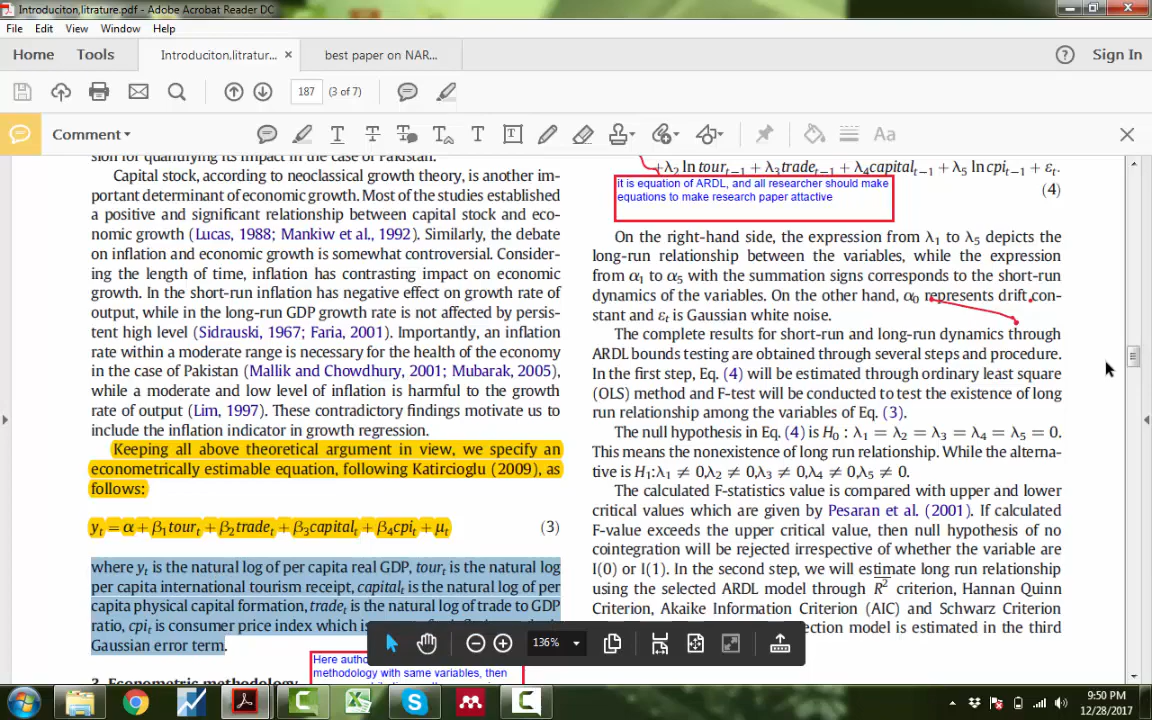 Introduciton,litrature.pdf - Adobe Acrobat Reader DC
File Edit View Window Help
Home Tools Introduciton,litratur... × best paper on NAR... Sign In
187 (3 of 7)
Comment
sion for qualifying its impact in the case of Pakistan.
Capital stock, according to neoclassical growth theory, is another im-
portant determinant of economic growth. Most of the studies established
a positive and significant relationship between capital stock and eco-
nomic growth (Lucas, 1988; Mankiw et al., 1992). Similarly, the debate
on inflation and economic growth is somewhat controversial. Consider-
ing the length of time, inflation has contrasting impact on economic
growth. In the short-run inflation has negative effect on growth rate of
output, while in the long-run GDP growth rate is not affected by persis-
tent high level (Sidrauski, 1967; Faria, 2001). Importantly, an inflation
rate within a moderate range is necessary for the health of the economy
in the case of Pakistan (Mallik and Chowdhury, 2001; Mubarak, 2005),
while a moderate and low level of inflation is harmful to the growth
rate of output (Lim, 1997). These contradictory findings motivate us to
include the inflation indicator in growth regression.
Keeping all above theoretical argument in view, we specify an
econometrically estimable equation, following Katircioglu (2009), as
follows:
yt = α + β1tourt + β2tradet + β3capitalt + β4cpit + μt (3)
where yt is the natural log of per capita real GDP, tourt is the natural log
per capita international tourism receipt, capitalt is the natural log of per
capita physical capital formation, tradet is the natural log of trade to GDP
ratio, cpit is consumer price index which is
Gaussian error term.
Here autho
methodology with same variables, then
3. Econometric methodology
+λ2 ln tourt−1 + λ3tradet−1 + λ4capitalt−1 + λ5 ln cpit−1 + εt.
(4)
it is equation of ARDL, and all researcher should make
equations to make research paper attactive
On the right-hand side, the expression from λ1 to λ5 depicts the
long-run relationship between the variables, while the expression
from α1 to α5 with the summation signs corresponds to the short-run
dynamics of the variables. On the other hand, α0 represents drift con-
stant and εt is Gaussian white noise.
The complete results for short-run and long-run dynamics through
ARDL bounds testing are obtained through several steps and procedure.
In the first step, Eq. (4) will be estimated through ordinary least square
(OLS) method and F-test will be conducted to test the existence of long
run relationship among the variables of Eq. (3).
The null hypothesis in Eq. (4) is H0 : λ1 = λ2 = λ3 = λ4 = λ5 = 0.
This means the nonexistence of long run relationship. While the alterna-
tive is H1:λ1 ≠ 0,λ2 ≠ 0,λ3 ≠ 0,λ4 ≠ 0,λ5 ≠ 0.
The calculated F-statistics value is compared with upper and lower
critical values which are given by Pesaran et al. (2001). If calculated
F-value exceeds the upper critical value, then null hypothesis of no
cointegration will be rejected irrespective of whether the variable are
I(0) or I(1). In the second step, we will estimate long run relationship
using the selected ARDL model through R̄2 criterion, Hannan Quinn
Criterion, Akaike Information Criterion (AIC) and Schwarz Criterion
ection model is estimated in the third
136%
9:50 PM
12/28/2017